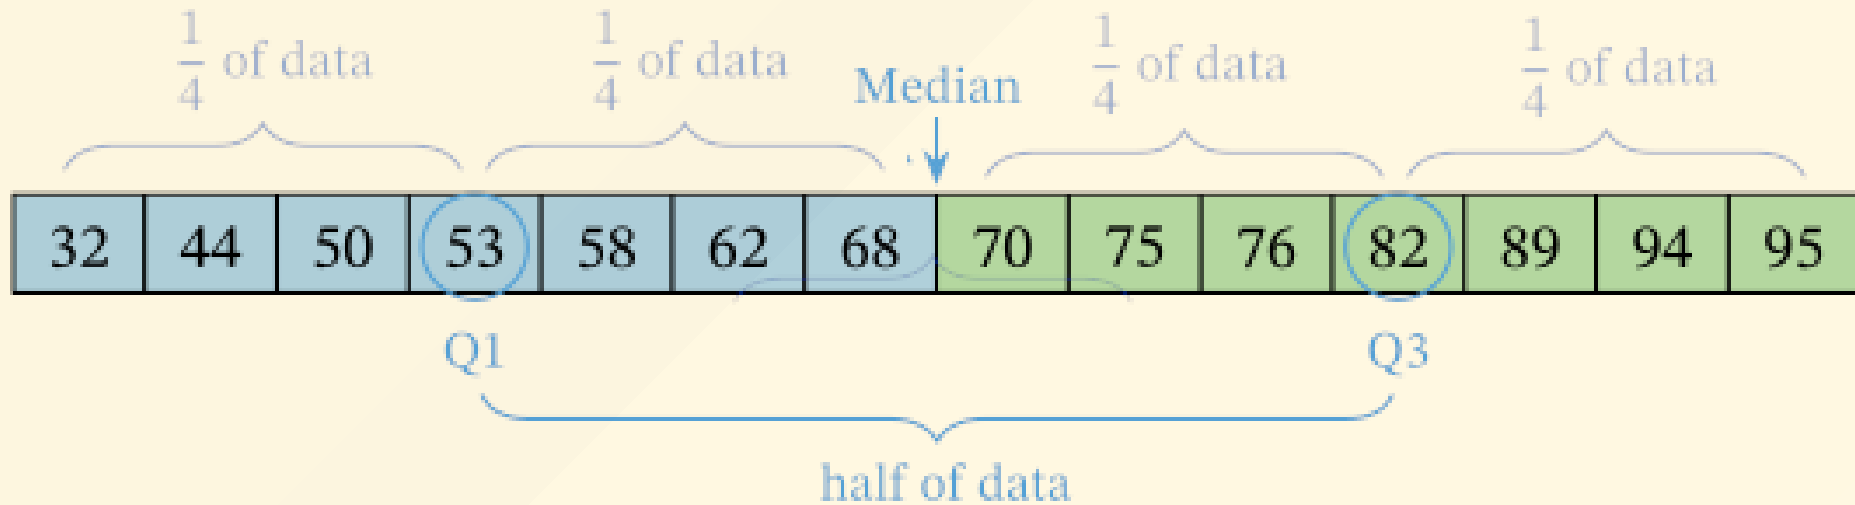 1/4 of data 1/4 of data 1/4 of data 1/4 of data
Median
32 44 50 53 58 62 68 70 75 76 82 89 94 95
Q1 Q3
half of data